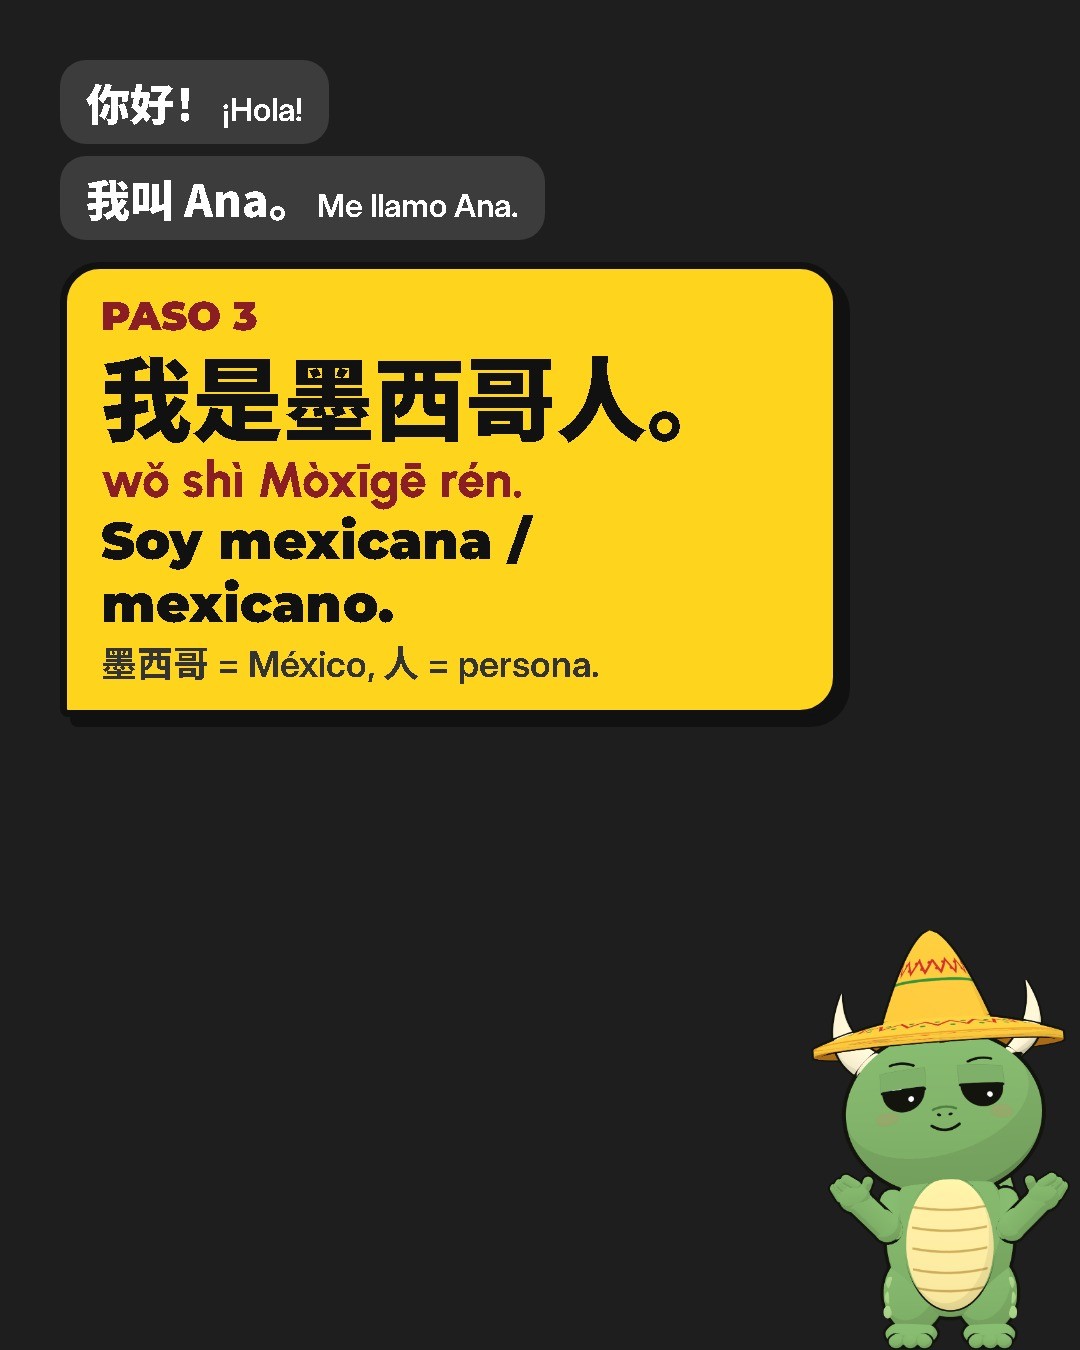 你好！ ¡Hola!
我叫 Ana。 Me llamo Ana.
PASO 3
我是墨西哥人。
wǒ shì Mòxīgē rén.
Soy mexicana /
mexicano.
墨西哥 = México, 人 = persona.